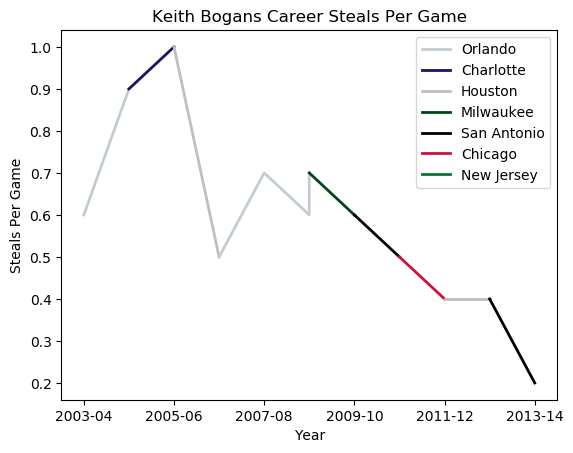 Keith Bogans Career Steals Per Game
Orlando
Charlotte
Houston
Milwaukee
San Antonio
Chicago
New Jersey
1.0
0.9
0.8
0.7
0.6
0.5
0.4
0.3
0.2
Steals Per Game
2003-04 2005-06 2007-08 2009-10 2011-12 2013-14
Year